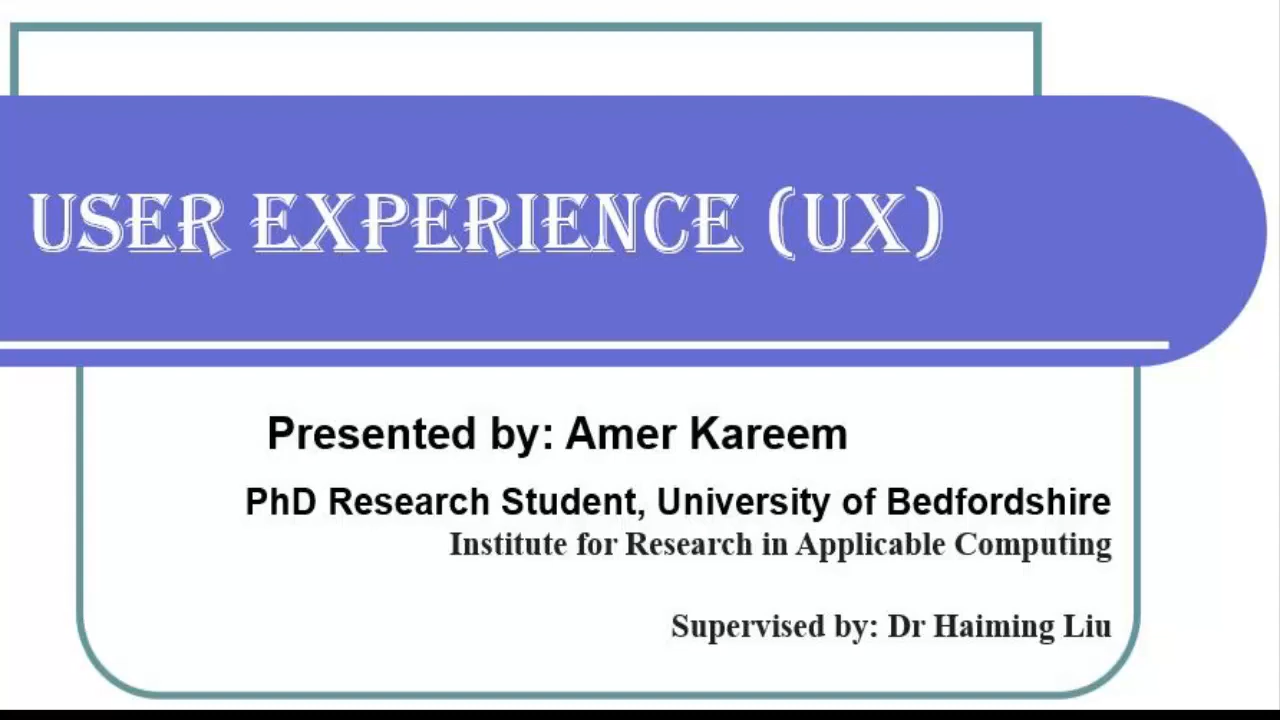 USER EXPERIENCE (UX)
Presented by: Amer Kareem
PhD Research Student, University of Bedfordshire
Institute for Research in Applicable Computing
Supervised by: Dr Haiming Liu